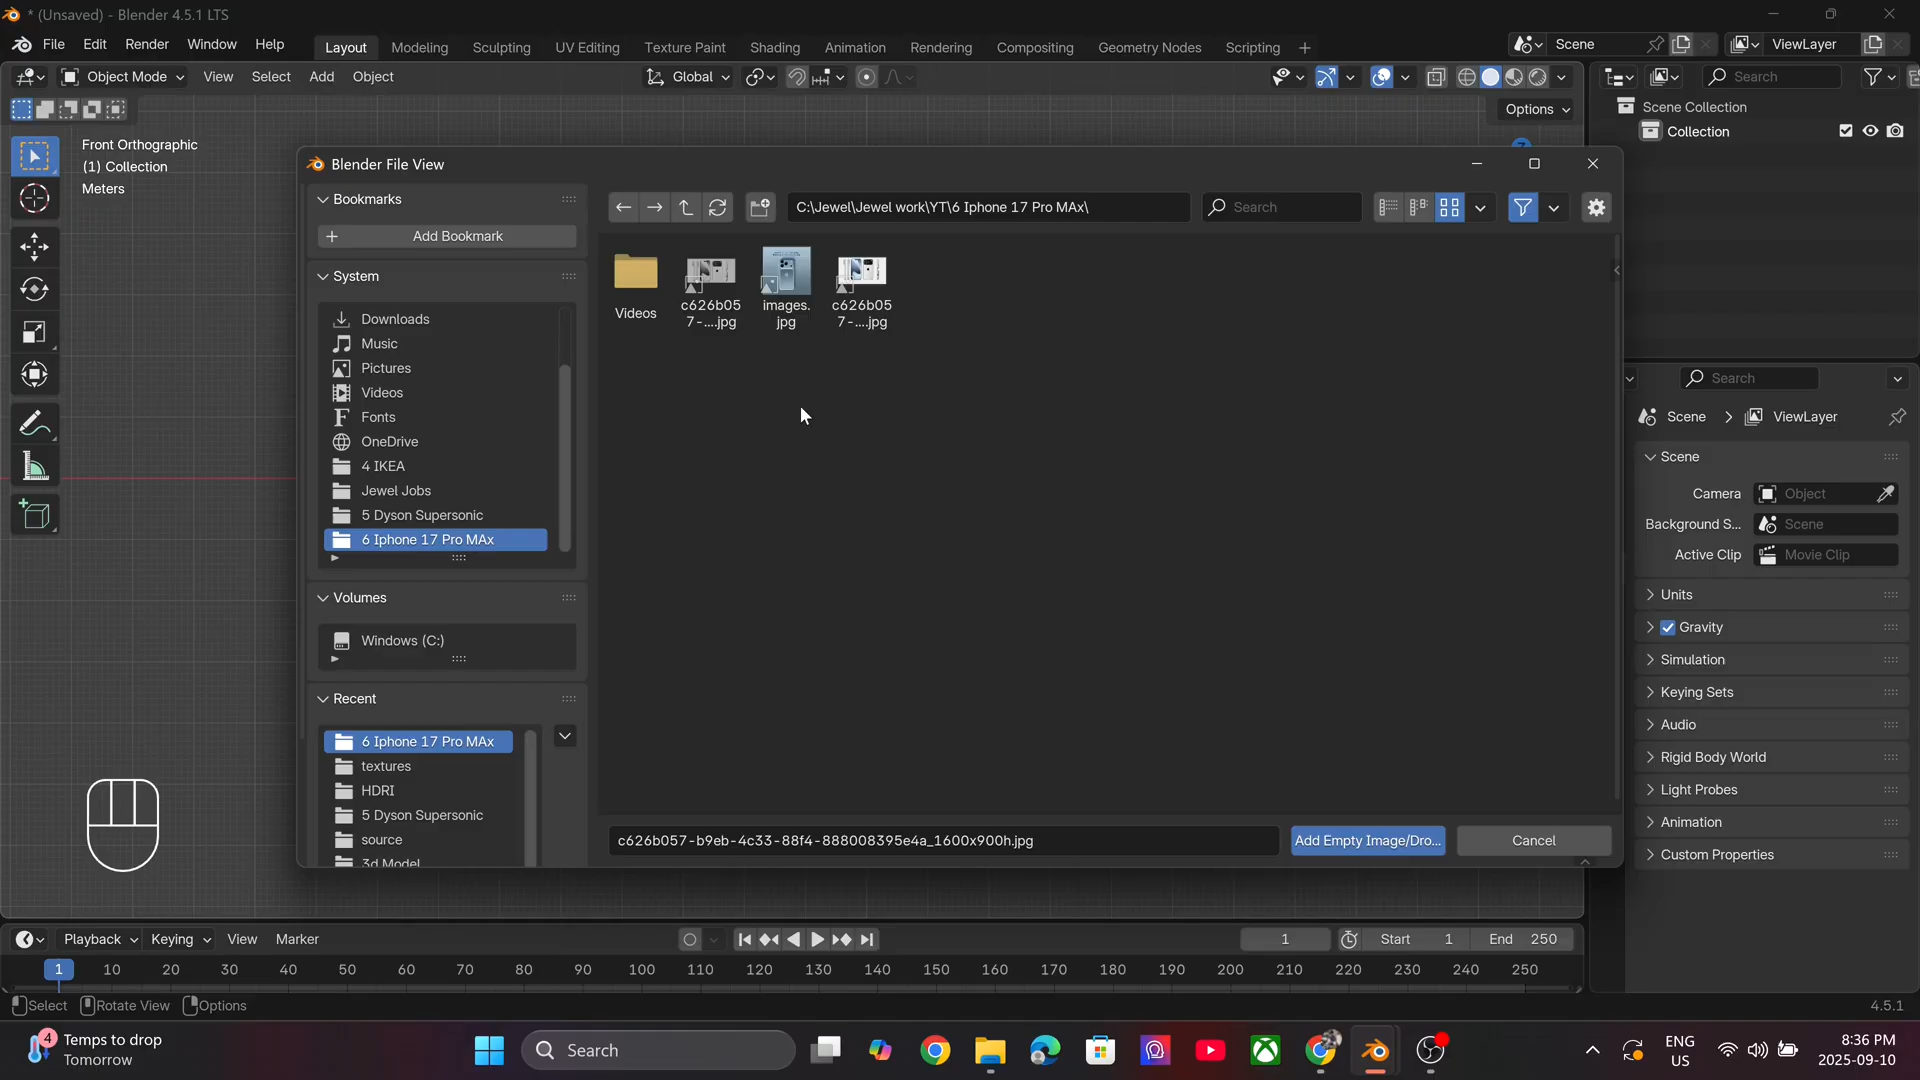 * (Unsaved) - Blender 4.5.1 LTS
File Edit Render Window Help Layout Modeling Sculpting UV Editing Texture Paint Shading Animation Rendering Compositing Geometry Nodes Scripting + Scene ViewLayer
Object Mode View Select Add Object Global Search
Options
Scene Collection
Collection
Front Orthographic
(1) Collection
Meters
Blender File View
Bookmarks
Add Bookmark
System
Downloads
Music
Pictures
Videos
Fonts
OneDrive
4 IKEA
Jewel Jobs
5 Dyson Supersonic
6 Iphone 17 Pro MAx
Volumes
Windows (C:)
Recent
6 Iphone 17 Pro MAx
textures
HDRI
5 Dyson Supersonic
source
3d Model
C:\Jewel\Jewel work\YT\6 Iphone 17 Pro MAx\ Search
Videos
c626b05
7-....jpg
images.
jpg
c626b05
7-....jpg
c626b057-b9eb-4c33-88f4-888008395e4a_1600x900h.jpg Add Empty Image/Dro... Cancel
Search
Scene ViewLayer
Scene
Camera Object
Background S... Scene
Active Clip Movie Clip
Units
Gravity
Simulation
Keying Sets
Audio
Rigid Body World
Light Probes
Animation
Custom Properties
Playback Keying View Marker 1 Start 1 End 250
1 10 20 30 40 50 60 70 80 90 100 110 120 130 140 150 160 170 180 190 200 210 220 230 240 250
Select Rotate View Options 4.5.1
4 Temps to drop
Tomorrow
Search
ENG
US
8:36 PM
2025-09-10